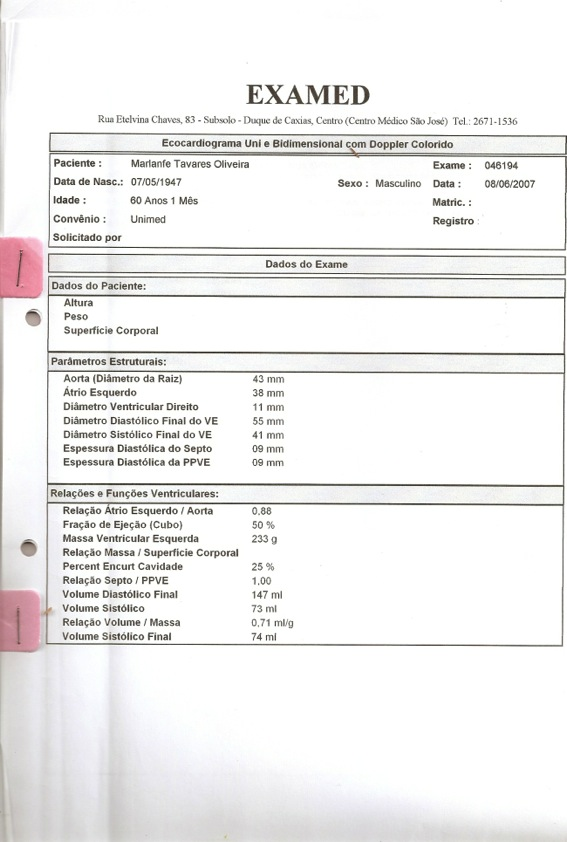 EXAMED
Rua Etelvina Chaves, 83 - Subsolo - Duque de Caxias, Centro (Centro Médico São José) Tel.: 2671-1536
Ecocardiograma Uni e Bidimensional com Doppler Colorido
Paciente : Marlanfe Tavares Oliveira Exame : 046194
Data de Nasc.: 07/05/1947 Sexo : Masculino Data : 08/06/2007
Idade : 60 Anos 1 Mês Matric. :
Convênio : Unimed Registro :
Solicitado por
Dados do Exame
Dados do Paciente:
Altura
Peso
Superfície Corporal
Parâmetros Estruturais:
Aorta (Diâmetro da Raiz) 43 mm
Átrio Esquerdo 38 mm
Diâmetro Ventricular Direito 11 mm
Diâmetro Diastólico Final do VE 55 mm
Diâmetro Sistólico Final do VE 41 mm
Espessura Diastólica do Septo 09 mm
Espessura Diastólica da PPVE 09 mm
Relações e Funções Ventriculares:
Relação Átrio Esquerdo / Aorta 0,88
Fração de Ejeção (Cubo) 50 %
Massa Ventricular Esquerda 233 g
Relação Massa / Superfície Corporal
Percent Encurt Cavidade 25 %
Relação Septo / PPVE 1,00
Volume Diastólico Final 147 ml
Volume Sistólico 73 ml
Relação Volume / Massa 0,71 ml/g
Volume Sistólico Final 74 ml